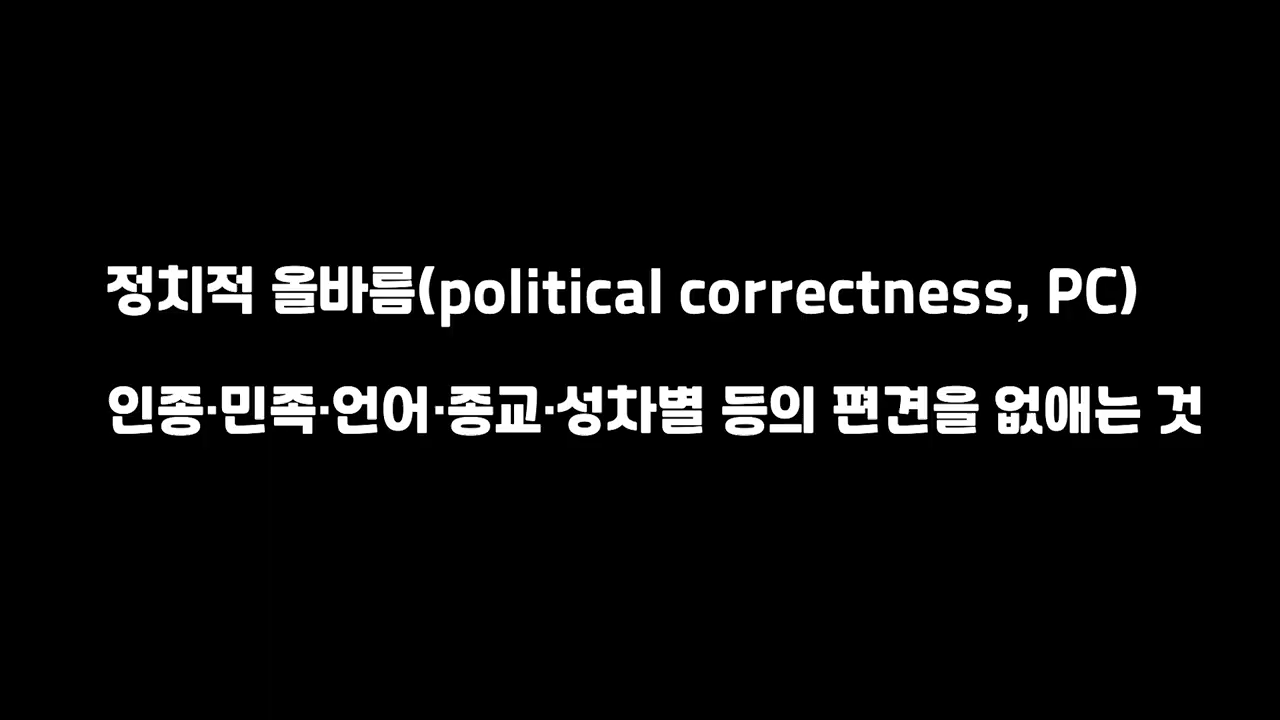 정치적 올바름(political correctness, PC)
인종·민족·언어·종교·성차별 등의 편견을 없애는 것